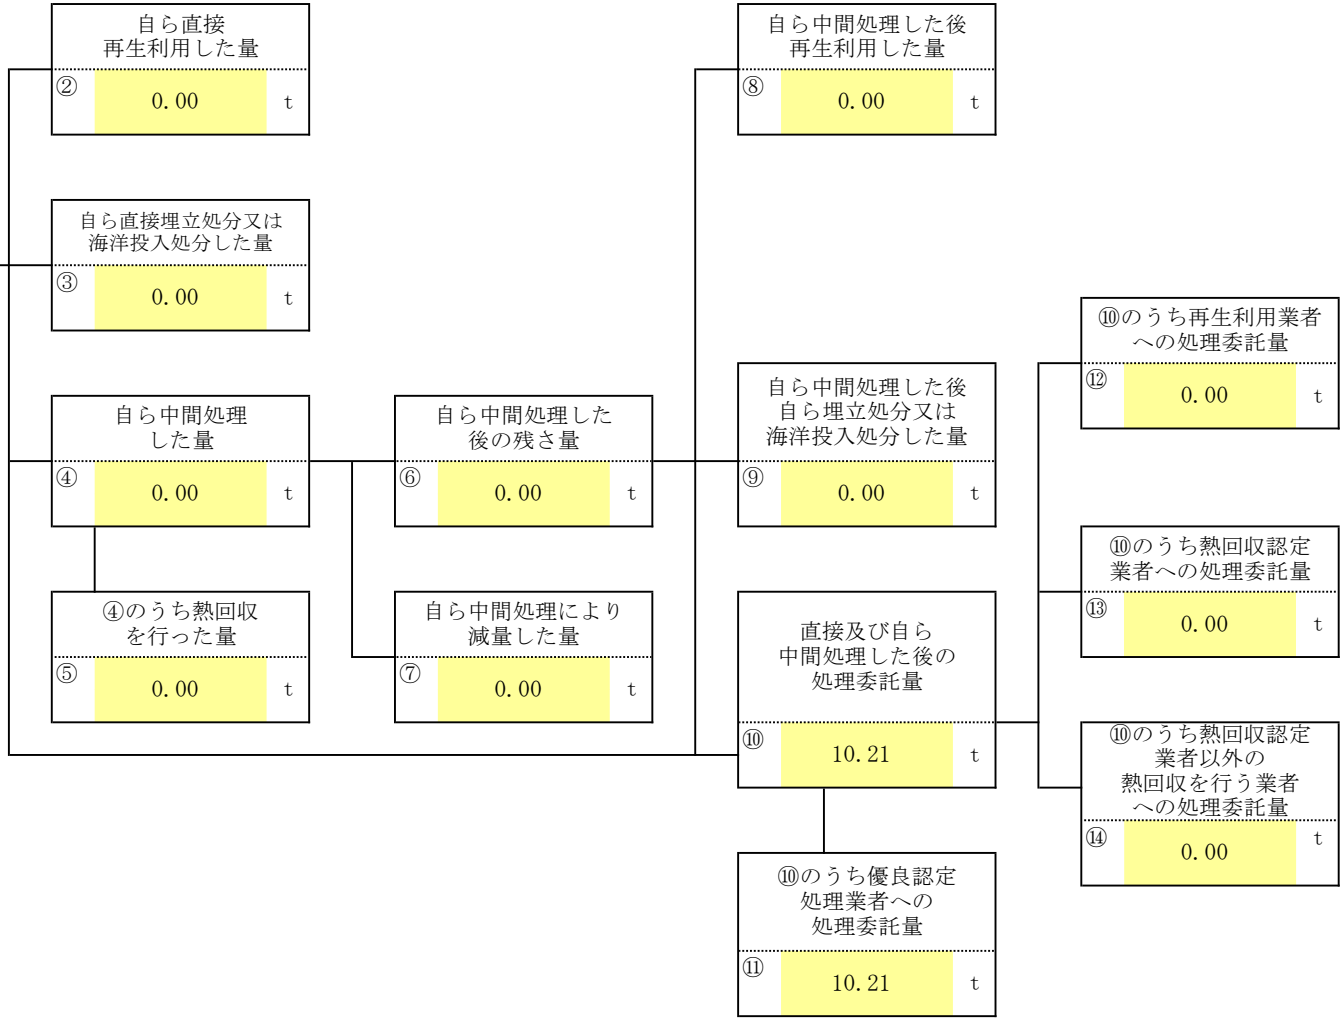 自ら直接
再生利用した量
② 0.00 t
自ら中間処理した後
再生利用した量
⑧ 0.00 t
自ら直接埋立処分又は
海洋投入処分した量
③ 0.00 t
⑩のうち再生利用業者
への処理委託量
⑫ 0.00 t
自ら中間処理
した量
④ 0.00 t
自ら中間処理した
後の残さ量
⑥ 0.00 t
自ら中間処理した後
自ら埋立処分又は
海洋投入処分した量
⑨ 0.00 t
⑩のうち熱回収認定
業者への処理委託量
⑬ 0.00 t
④のうち熱回収
を行った量
⑤ 0.00 t
自ら中間処理により
減量した量
⑦ 0.00 t
直接及び自ら
中間処理した後の
処理委託量
⑩ 10.21 t
⑩のうち熱回収認定
業者以外の
熱回収を行う業者
への処理委託量
⑭ 0.00 t
⑩のうち優良認定
処理業者への
処理委託量
⑪ 10.21 t